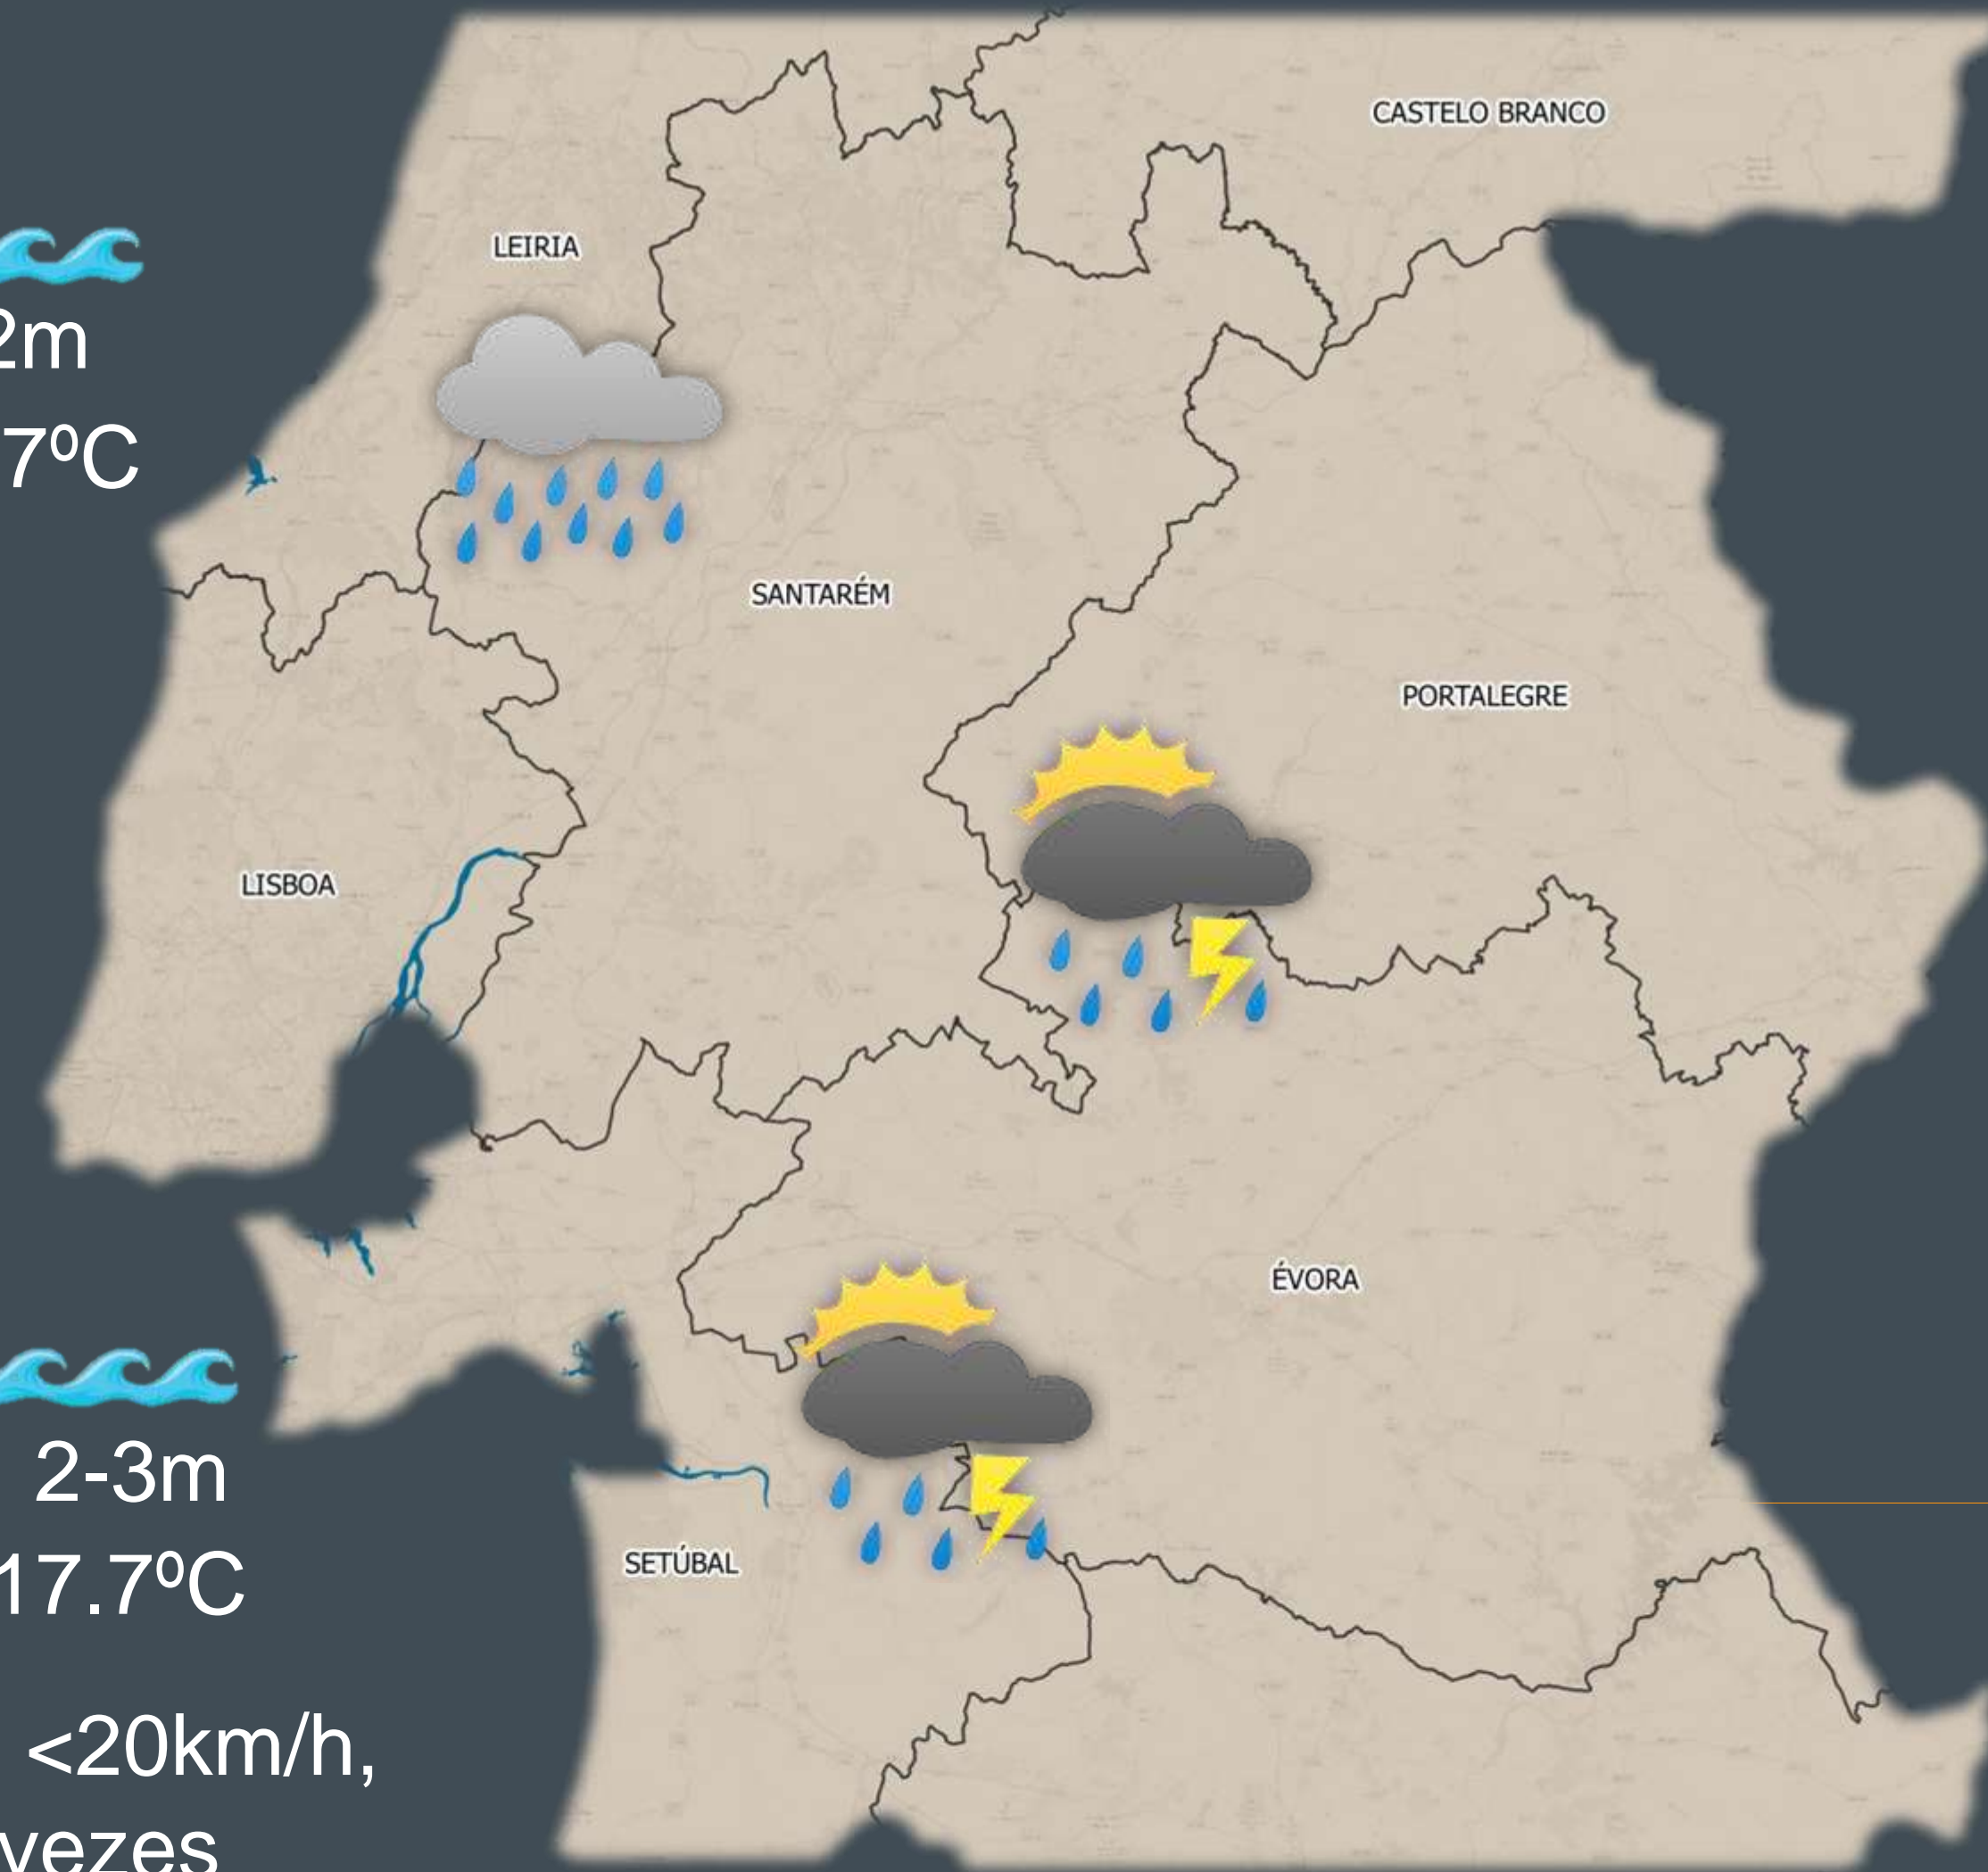 CASTELO BRANCO
LEIRIA
2m
7ºC
SANTARÉM
PORTALEGRE
LISBOA
ÉVORA
2-3m
17.7ºC
SETÚBAL
<20km/h,
vezes